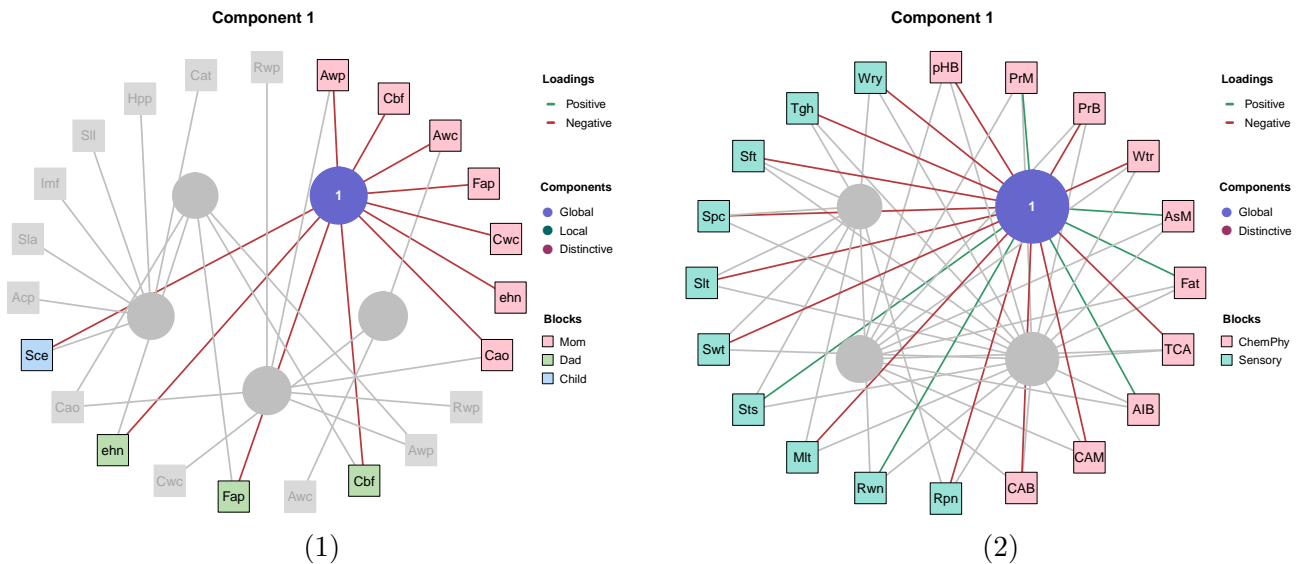 Component 1
Rwp
Awp
Cat
Cbf
Hpp
Awc
Sll
Fap
Imf
1
Cwc
Sla
ehn
Acp
Cao
Sce
Cao
Rwp
ehn
Awp
Cwc
Fap
Awc
Cbf
Loadings
Positive
Negative
Components
Global
Local
Distinctive
Blocks
Mom
Dad
Child
(1)
Component 1
pHB
PrM
Wry
PrB
Tgh
Wtr
Sft
1
AsM
Spc
Fat
Slt
TCA
Swt
AIB
Sts
CAM
Mlt
CAB
Rwn
Rpn
Loadings
Positive
Negative
Components
Global
Distinctive
Blocks
ChemPhy
Sensory
(2)